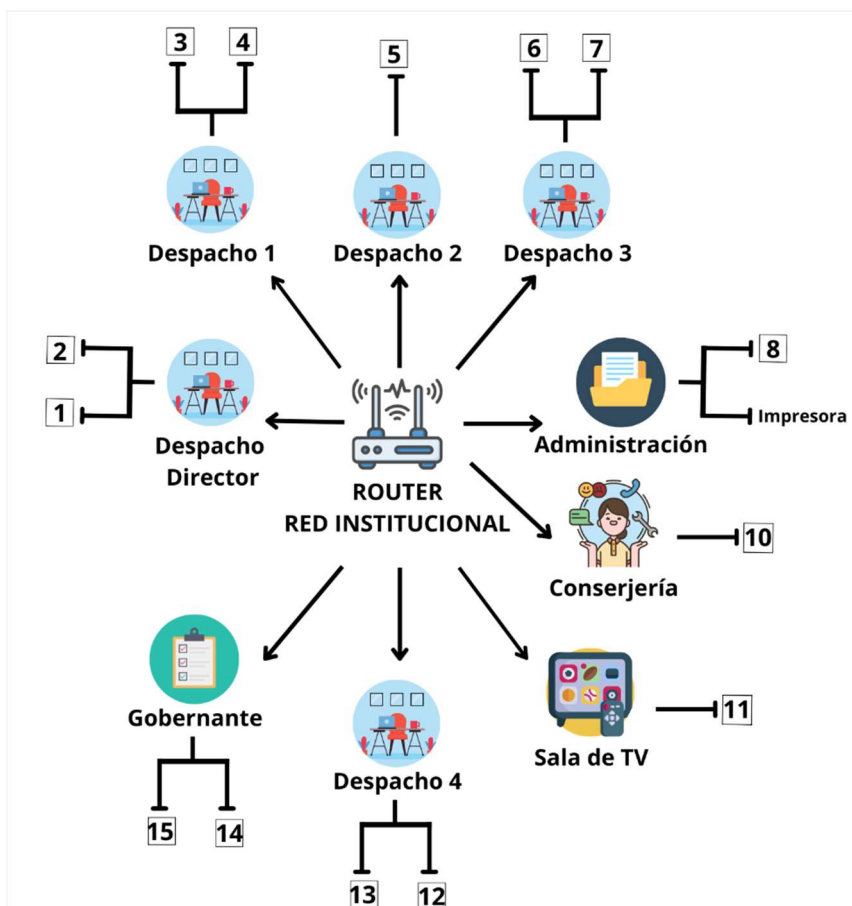 3
4
5
6
7
Despacho 1
Despacho 2
Despacho 3
2
1
8
Impresora
Despacho
Director
Administración
ROUTER
RED INSTITUCIONAL
10
Conserjería
Gobernante
11
Sala de TV
Despacho 4
15
14
13
12